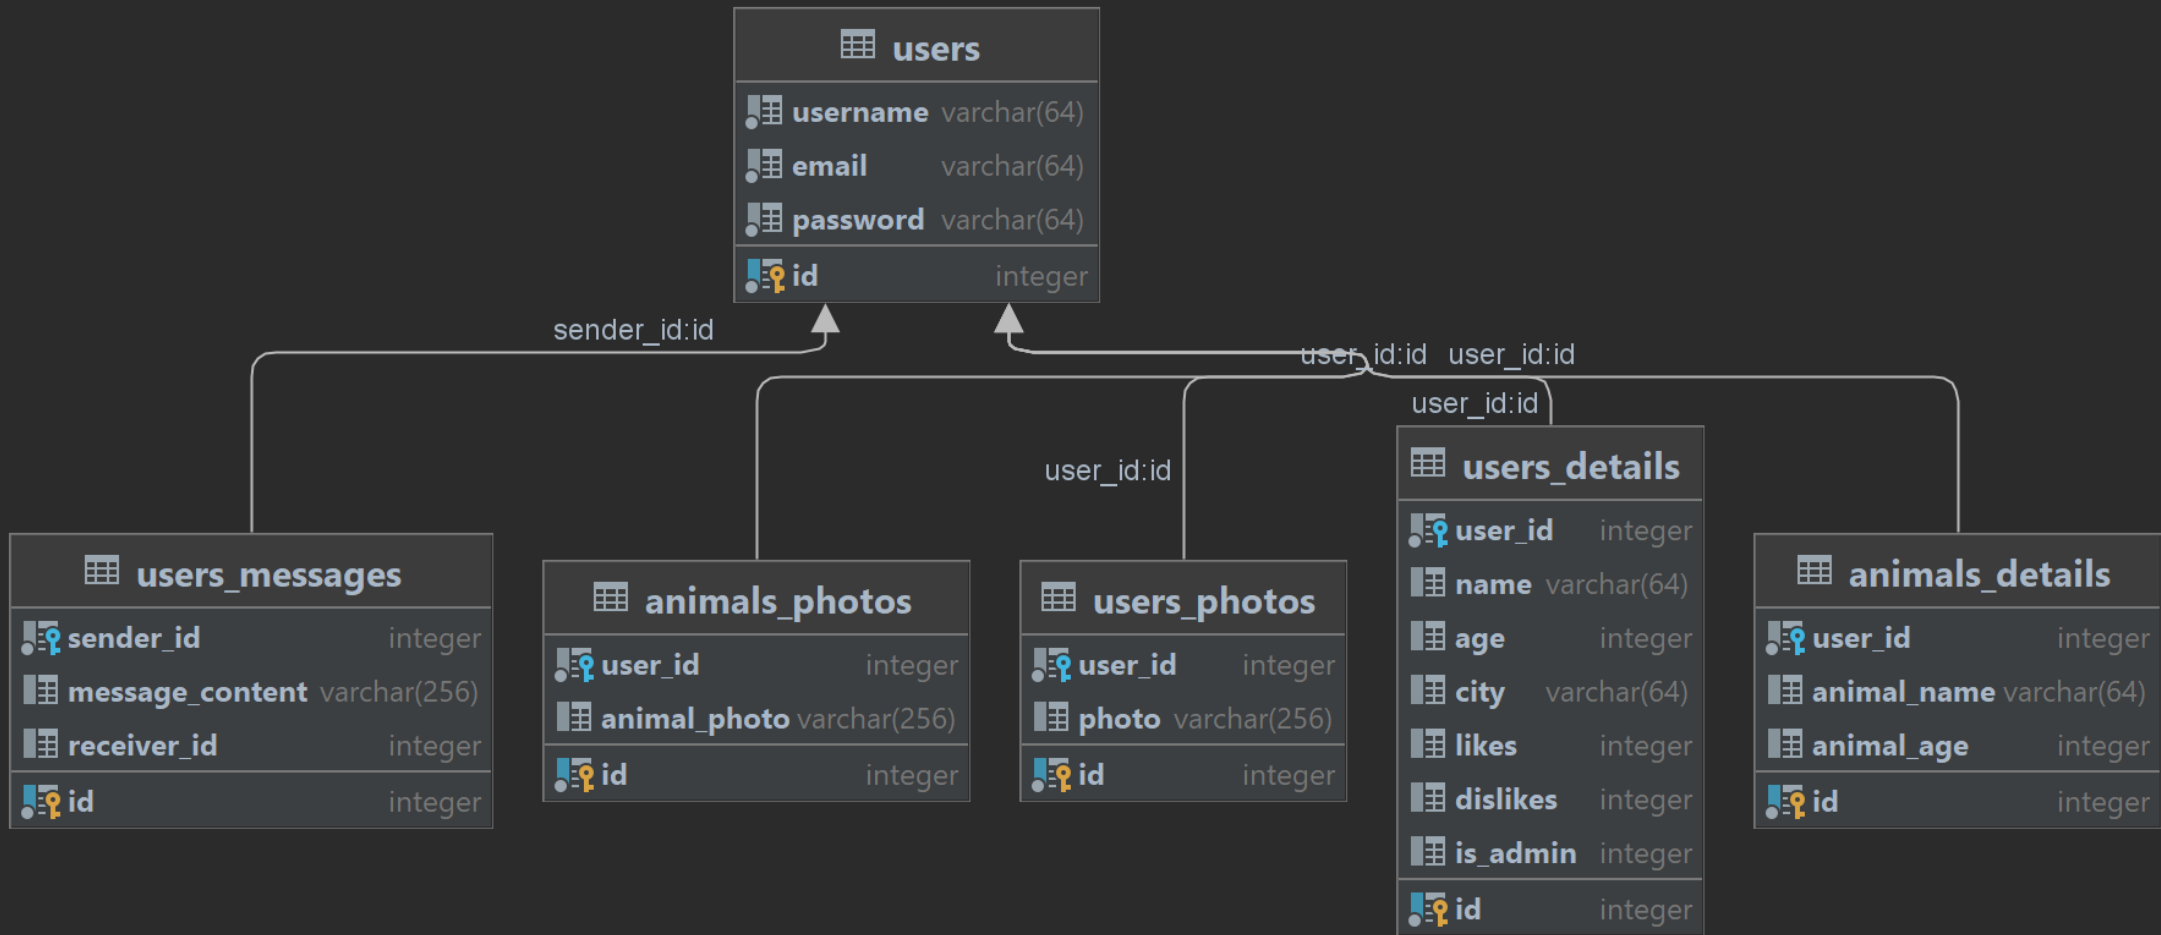 users
username varchar(64)
email varchar(64)
password varchar(64)
id integer
sender_id:id
user_id:id
user_id:id
user_id:id
user_id:id
users_messages
sender_id integer
message_content varchar(256)
receiver_id integer
id integer
animals_photos
user_id integer
animal_photo varchar(256)
id integer
users_photos
user_id integer
photo varchar(256)
id integer
users_details
user_id integer
name varchar(64)
age integer
city varchar(64)
likes integer
dislikes integer
is_admin integer
id integer
animals_details
user_id integer
animal_name varchar(64)
animal_age integer
id integer